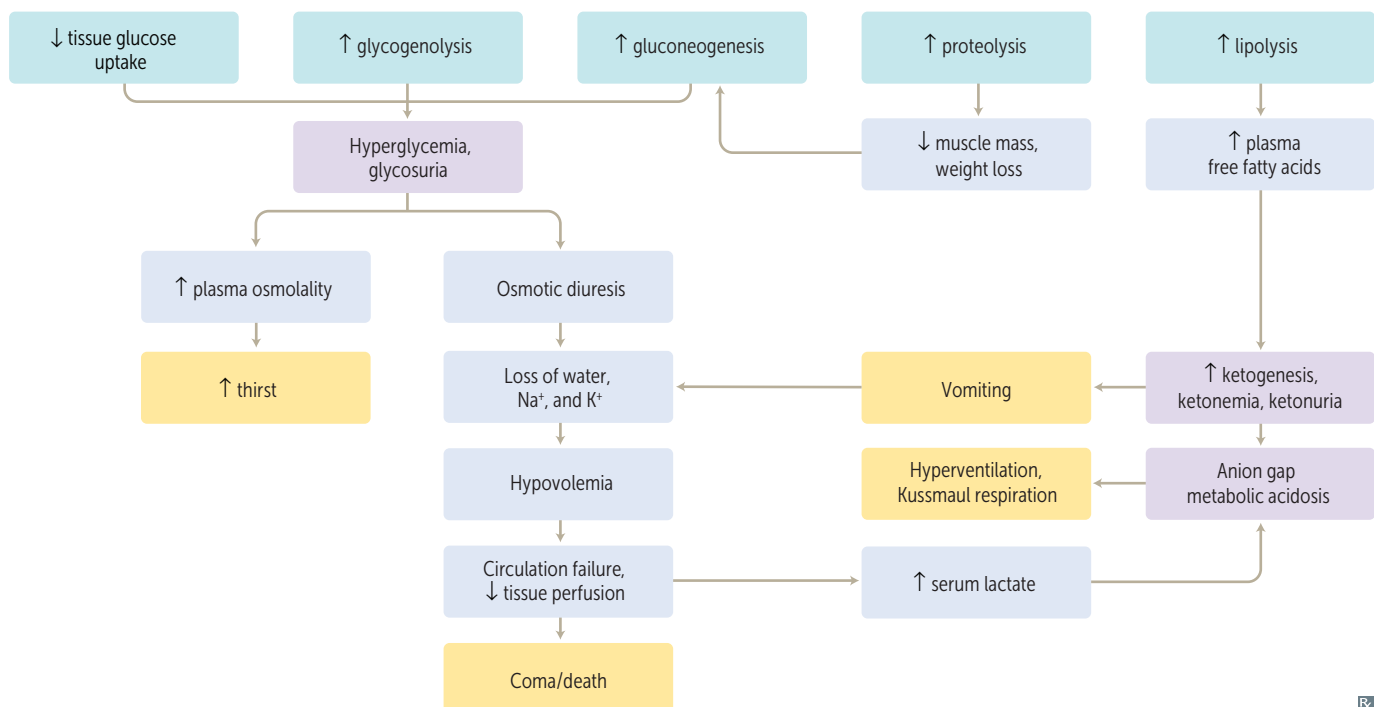 ↓ tissue glucose
uptake
↑ glycogenolysis
↑ gluconeogenesis
↑ proteolysis
↑ lipolysis
Hyperglycemia,
glycosuria
↓ muscle mass,
weight loss
↑ plasma
free fatty acids
↑ plasma osmolality
Osmotic diuresis
↑ thirst
Loss of water,
Na⁺, and K⁺
Vomiting
↑ ketogenesis,
ketonemia, ketonuria
Hypovolemia
Hyperventilation,
Kussmaul respiration
Anion gap
metabolic acidosis
Circulation failure,
↓ tissue perfusion
↑ serum lactate
Coma/death
℞